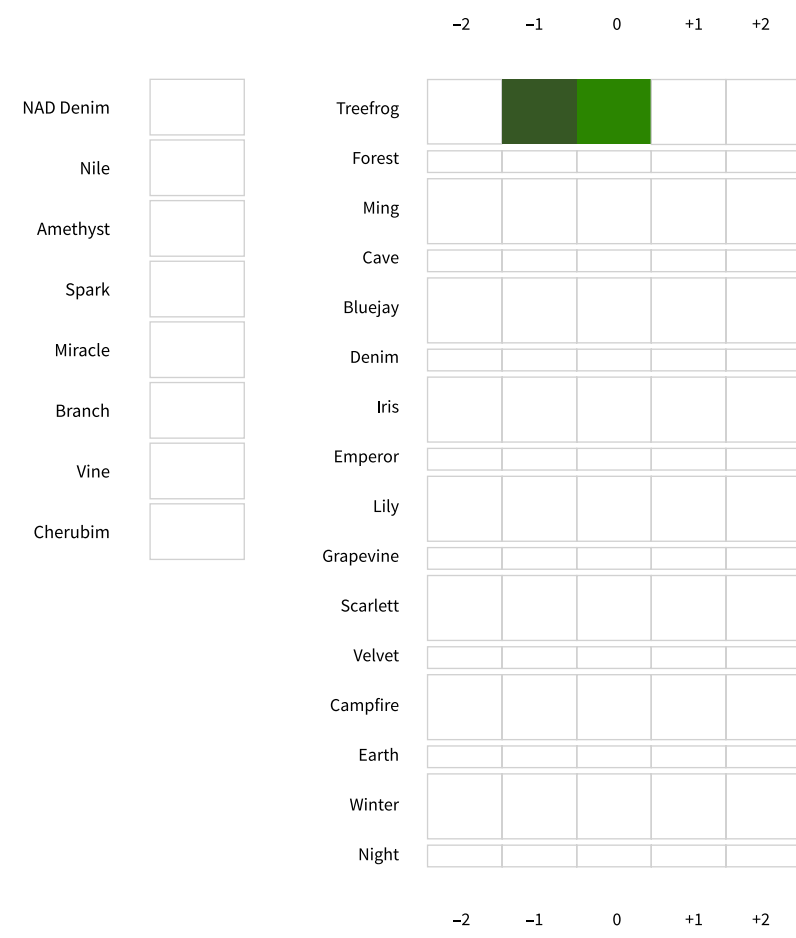 −2 −1 0 +1 +2
NAD Denim
Nile
Amethyst
Spark
Miracle
Branch
Vine
Cherubim
Treefrog
Forest
Ming
Cave
Bluejay
Denim
Iris
Emperor
Lily
Grapevine
Scarlett
Velvet
Campfire
Earth
Winter
Night
−2 −1 0 +1 +2